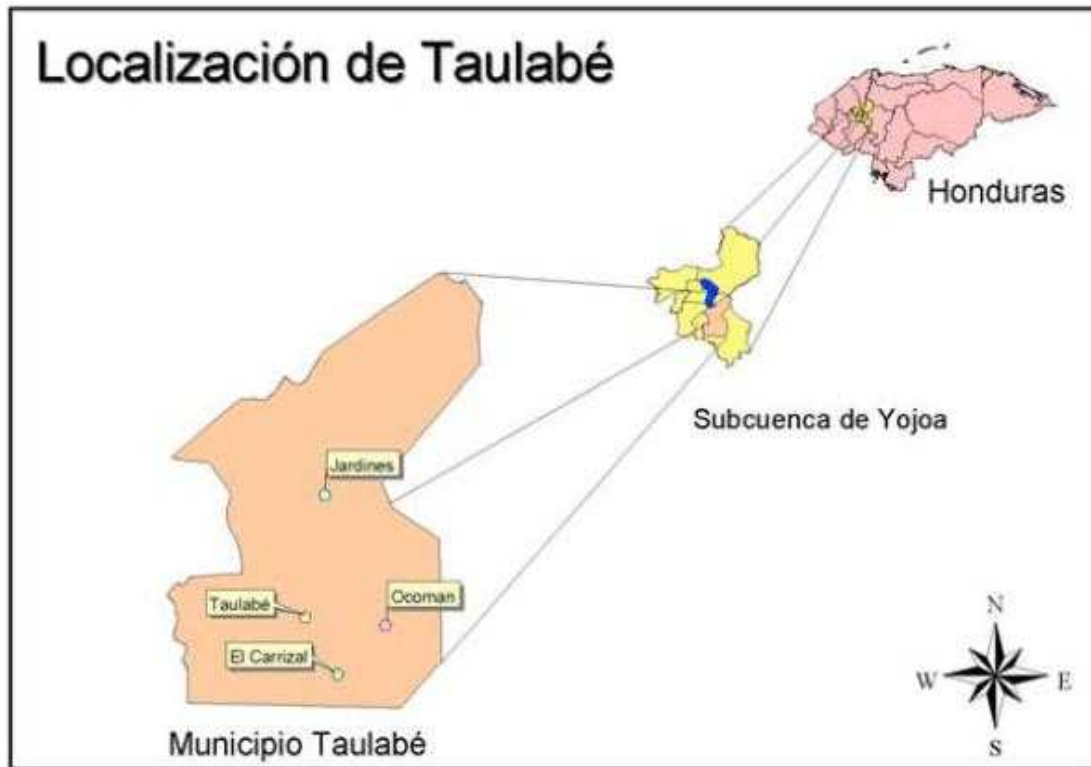 Localización de Taulabé
Honduras
Subcuenca de Yojoa
Jardines
Taulabé
Ocoman
El Carrizal
Municipio Taulabé
N
W E
S